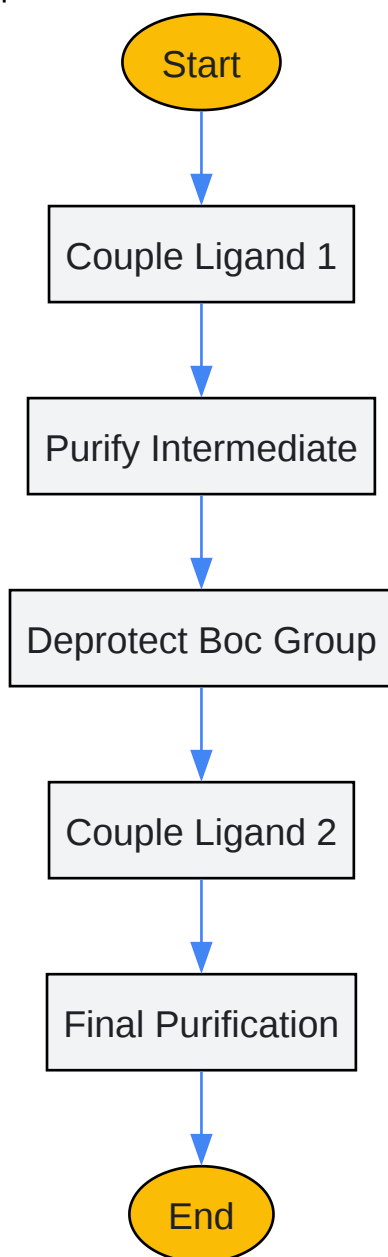 Start
Couple Ligand 1
Purify Intermediate
Deprotect Boc Group
Couple Ligand 2
Final Purification
End